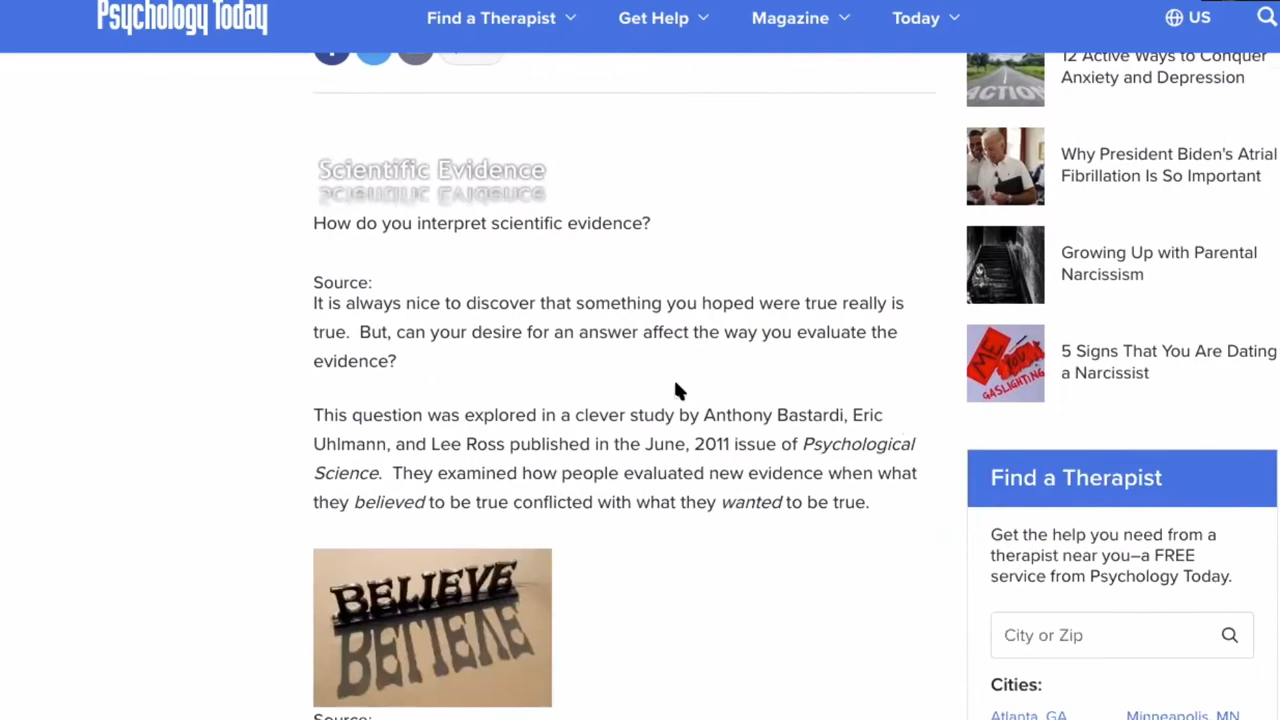 Psychology Today
Find a Therapist
Get Help
Magazine
Today
US
Scientific Evidence
How do you interpret scientific evidence?
Source:
It is always nice to discover that something you hoped were true really is
true. But, can your desire for an answer affect the way you evaluate the
evidence?
This question was explored in a clever study by Anthony Bastardi, Eric
Uhlmann, and Lee Ross published in the June, 2011 issue of Psychological
Science. They examined how people evaluated new evidence when what
they believed to be true conflicted with what they wanted to be true.
BELIEVE
Source:
12 Active Ways to Conquer
Anxiety and Depression
ACTION
Why President Biden's Atrial
Fibrillation Is So Important
Growing Up with Parental
Narcissism
5 Signs That You Are Dating
a Narcissist
ME
YOU
GASLIGHTING
Find a Therapist
Get the help you need from a
therapist near you–a FREE
service from Psychology Today.
City or Zip
Cities:
Atlanta, GA
Minneapolis, MN